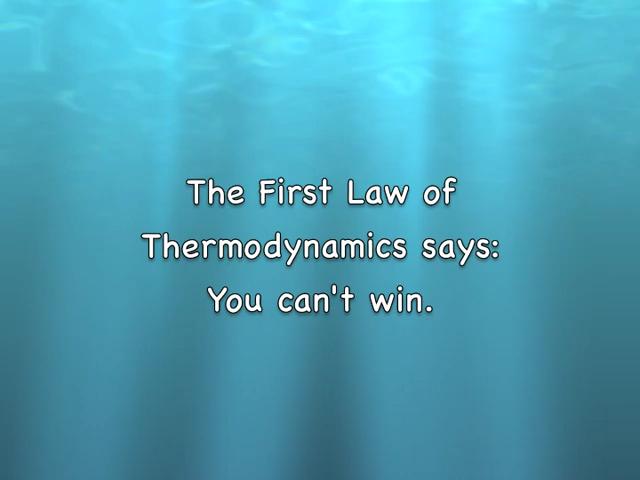 The First Law of
Thermodynamics says:
You can't win.